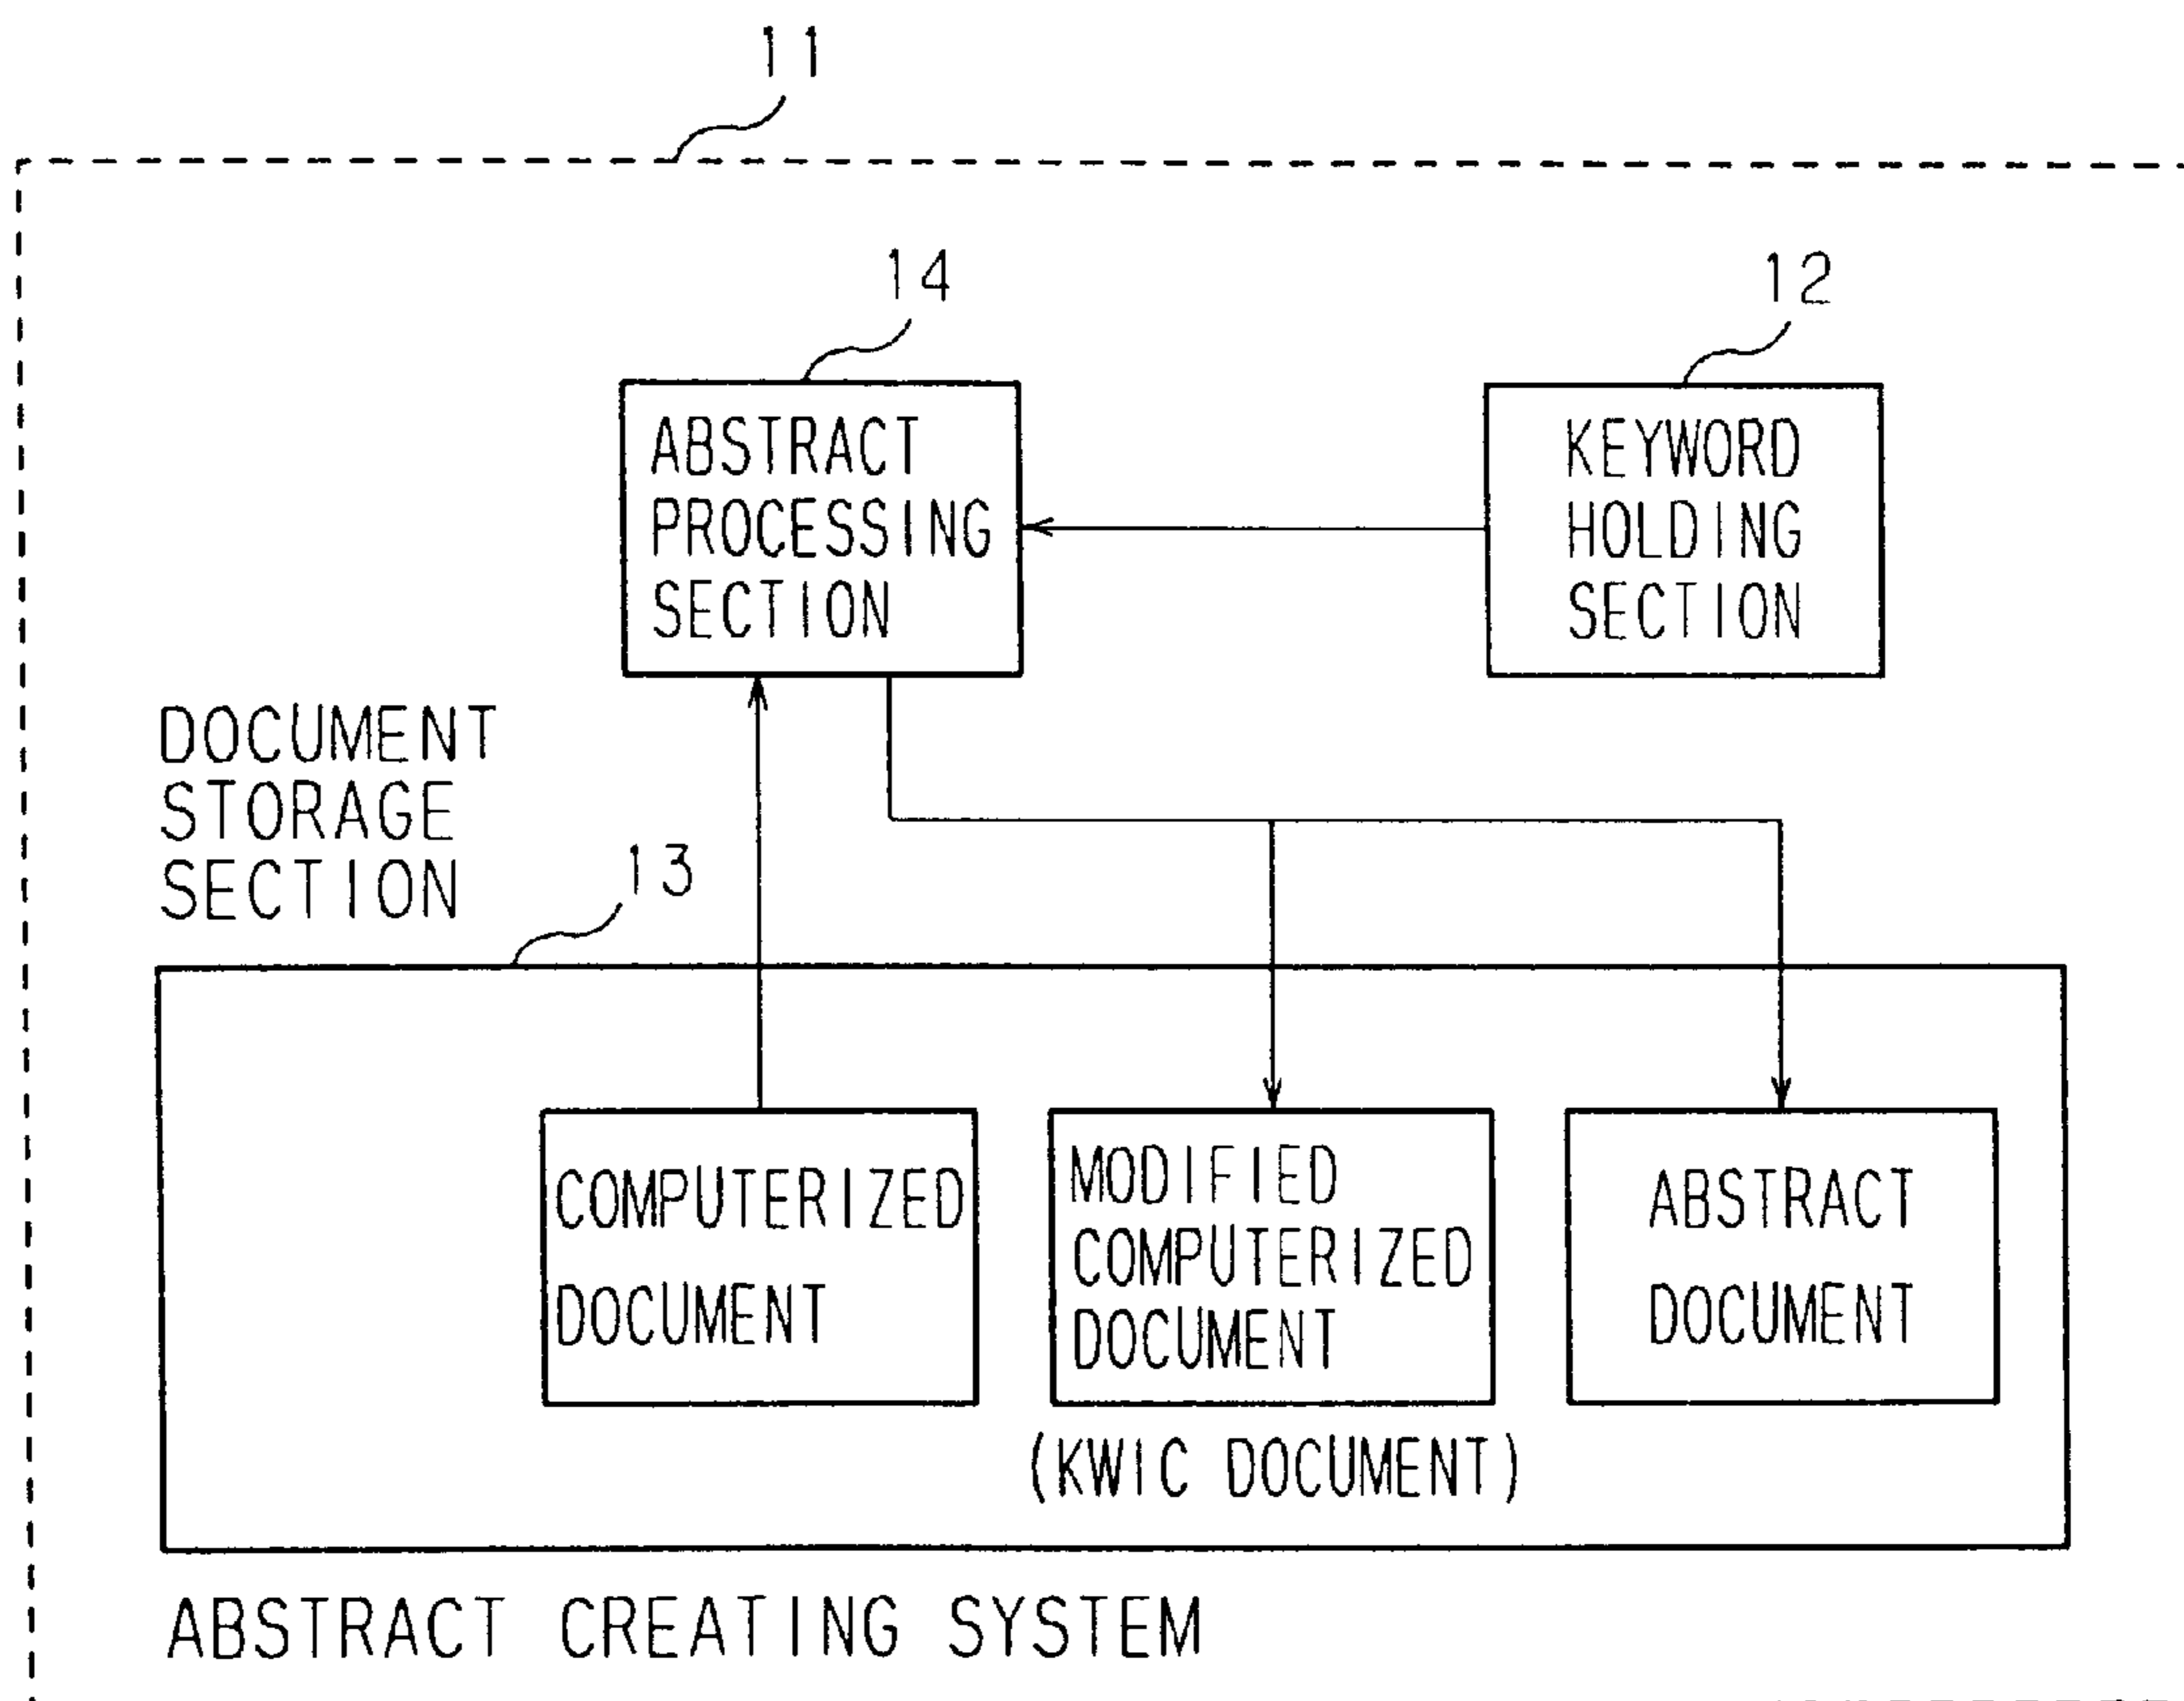 11
14
12
ABSTRACT
PROCESSING
SECTION
KEYWORD
HOLDING
SECTION
DOCUMENT
STORAGE
SECTION
13
COMPUTERIZED
DOCUMENT
MODIFIED
COMPUTERIZED
DOCUMENT
ABSTRACT
DOCUMENT
(KWIC DOCUMENT)
ABSTRACT CREATING SYSTEM